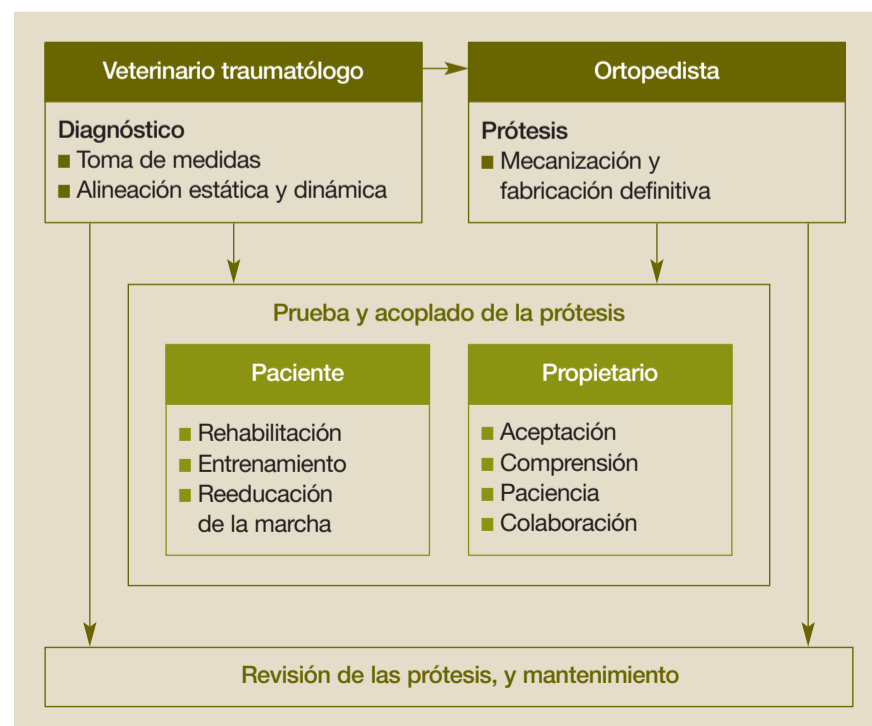 Veterinario traumatólogo
Diagnóstico
■ Toma de medidas
■ Alineación estática y dinámica
Ortopedista
Prótesis
■ Mecanización y
fabricación definitiva
Prueba y acoplado de la prótesis
Paciente
■ Rehabilitación
■ Entrenamiento
■ Reeducación
de la marcha
Propietario
■ Aceptación
■ Comprensión
■ Paciencia
■ Colaboración
Revisión de las prótesis, y mantenimiento